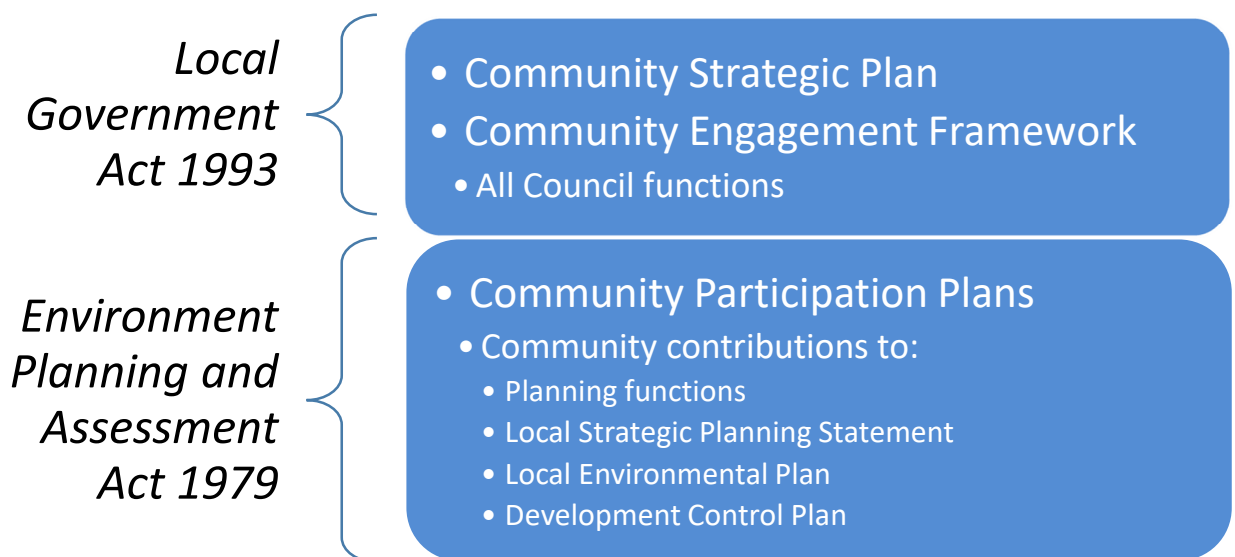 Local
Government
Act 1993
• Community Strategic Plan
• Community Engagement Framework
• All Council functions
Environment
Planning and
Assessment
Act 1979
• Community Participation Plans
• Community contributions to:
• Planning functions
• Local Strategic Planning Statement
• Local Environmental Plan
• Development Control Plan